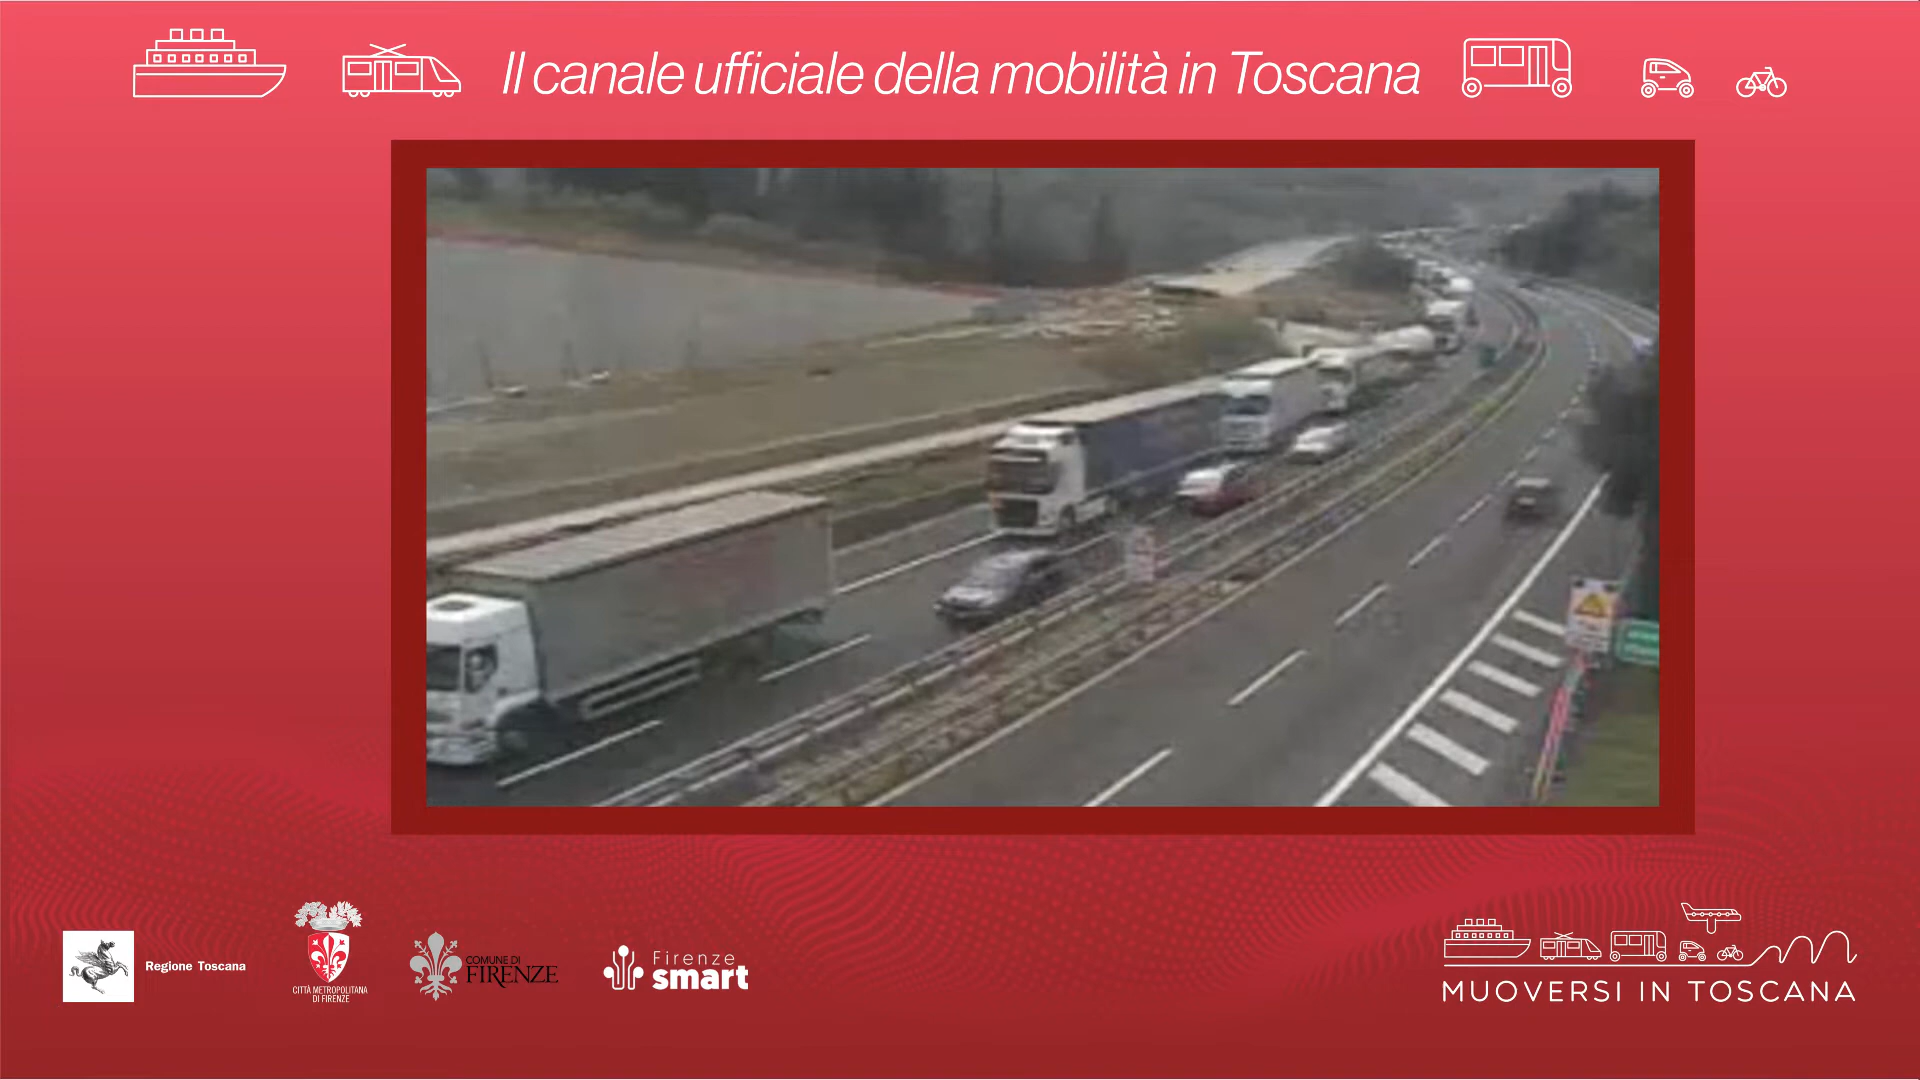 Il canale ufficiale della mobilità in Toscana
Regione Toscana
CITTÀ METROPOLITANA
DI FIRENZE
COMUNE DI
FIRENZE
Firenze
smart
MUOVERSI IN TOSCANA